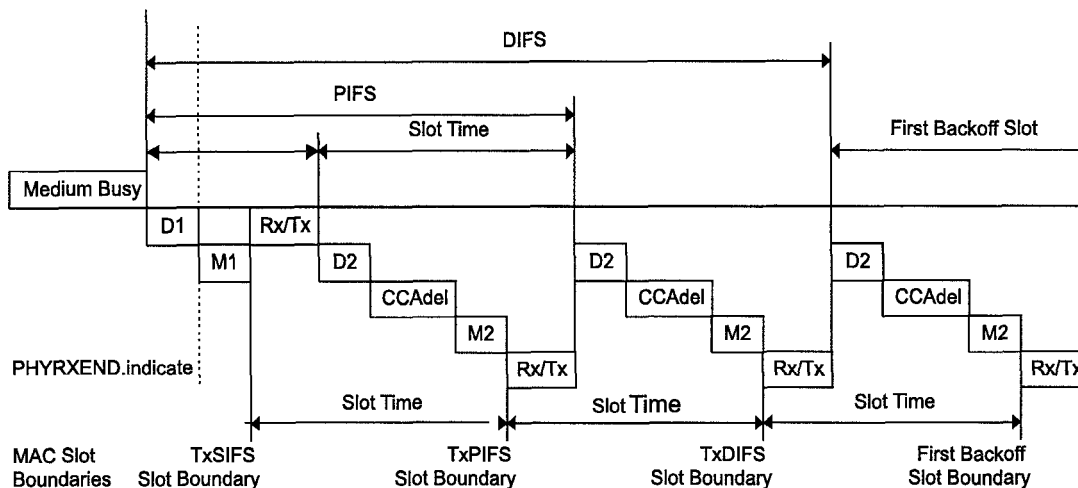 DIFS
PIFS
Slot Time
First Backoff Slot
Medium Busy
D1
Rx/Tx
M1
D2
D2
D2
CCAdel
CCAdel
CCAdel
M2
M2
M2
PHYRXEND.indicate
Rx/Tx
Rx/Tx
Rx/Tx
Slot Time
Slot Time
Slot Time
MAC Slot
Boundaries
TxSIFS
Slot Boundary
TxPIFS
Slot Boundary
TxDIFS
Slot Boundary
First Backoff
Slot Boundary